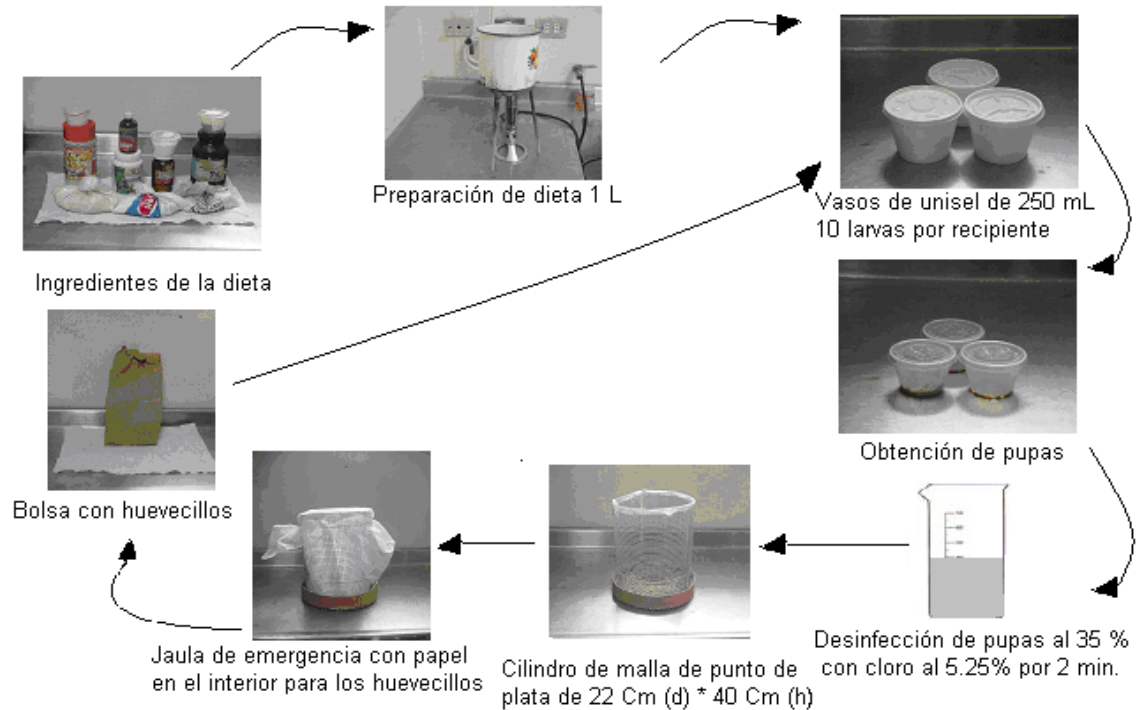 Preparación de dieta 1 L
Vasos de unisel de 250 mL
10 larvas por recipiente
Ingredientes de la dieta
Obtención de pupas
Bolsa con huevecillos
Desinfección de pupas al 35 %
con cloro al 5.25% por 2 min.
Cilindro de malla de punto de
plata de 22 Cm (d) * 40 Cm (h)
Jaula de emergencia con papel
en el interior para los huevecillos